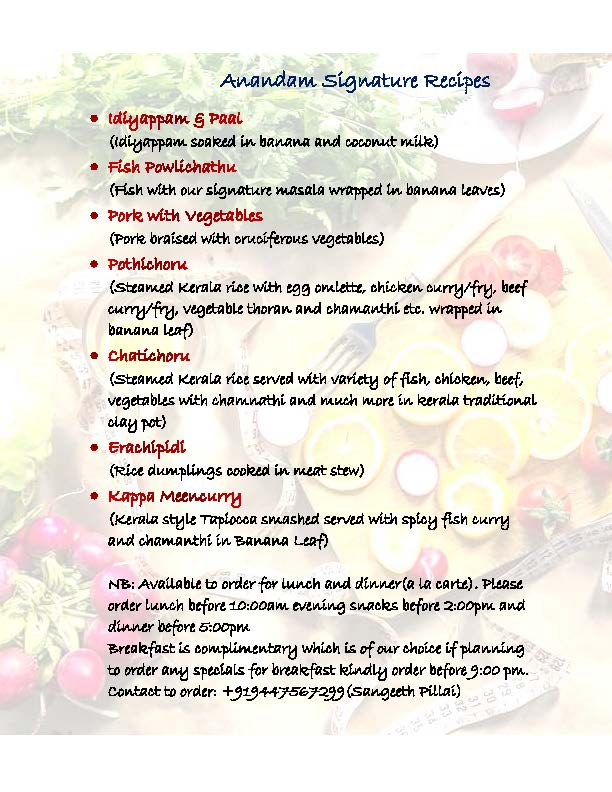 Anandam Signature Recipes
• Idiyappam & Paal
(Idiyappam soaked in banana and coconut milk)
• Fish Powlichathu
(Fish with our signature masala wrapped in banana leaves)
• Pork with Vegetables
(Pork braised with cruciferous vegetables)
• Pothichoru
(Steamed Kerala rice with egg omlette, chicken curry/fry, beef
curry/fry, vegetable thoran and chamanthi etc. wrapped in
banana leaf)
• Chatichoru
(Steamed Kerala rice served with variety of fish, chicken, beef,
vegetables with chamnathi and much more in kerala traditional
clay pot)
• Erachipidi
(Rice dumplings cooked in meat stew)
• Kappa Meencurry
(Kerala style Tapiocca smashed served with spicy fish curry
and chamanthi in Banana Leaf)
NB: Available to order for lunch and dinner(a la carte). Please
order lunch before 10:00am evening snacks before 2:00pm and
dinner before 5:00pm
Breakfast is complimentary which is of our choice if planning
to order any specials for breakfast kindly order before 9:00 pm.
Contact to order: +919447567299(Sangeeth Pillai)